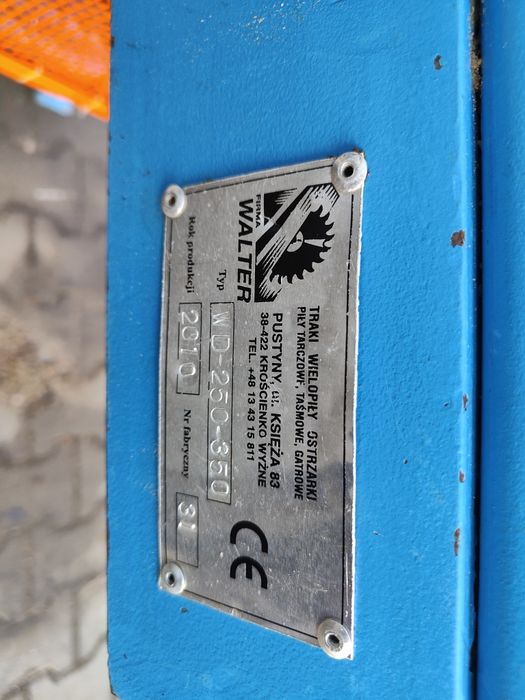 FIRMA
WALTER
TRAKI WIELOPIŁY OSTRZARKI
PIŁY TARCZOWE, TAŚMOWE, GATROWE
PUSTYNY, ul. KSIĘŻA 83
38-422 KROŚCIENKO WYŻNE
TEL. +48 13 43 15 811
Typ WD-250-350
CE
Rok produkcji 2010 Nr fabryczny 31